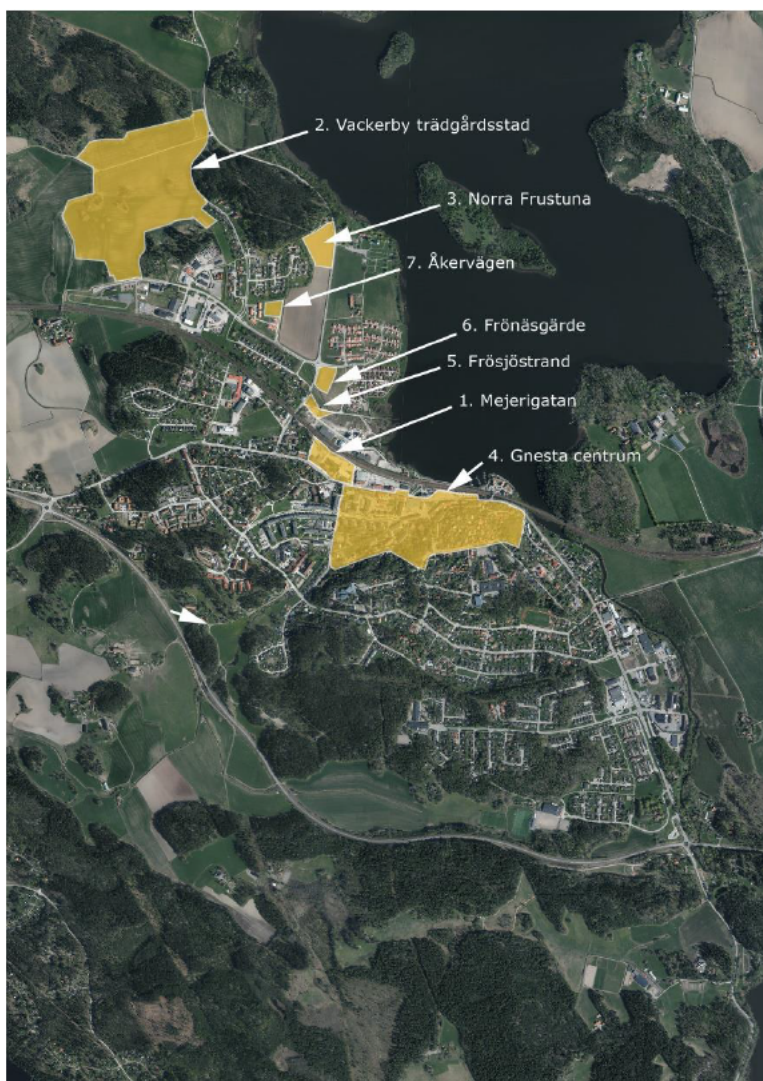 2. Vackerby trädgårdsstad
3. Norra Frustuna
7. Åkervägen
6. Frönäsgärde
5. Frösjöstrand
1. Mejerigatan
4. Gnesta centrum